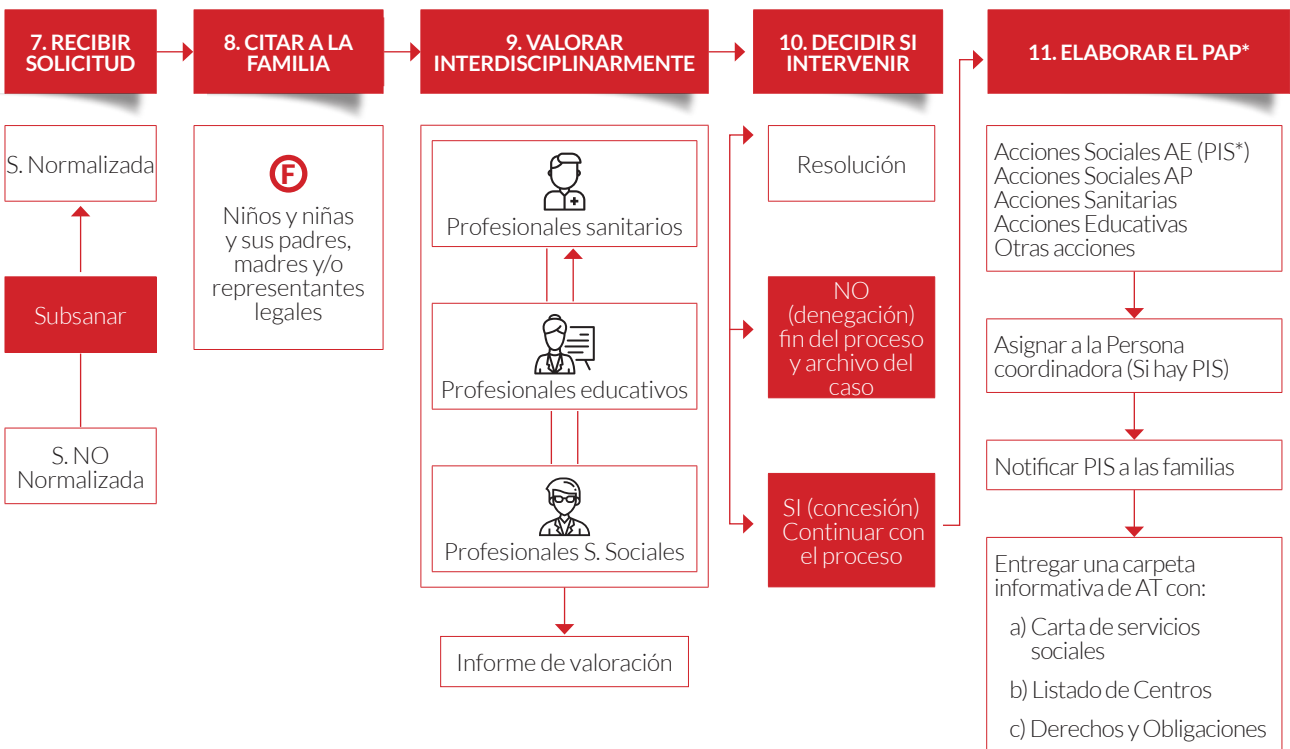 7. RECIBIR
SOLICITUD
8. CITAR A LA
FAMILIA
9. VALORAR
INTERDISCIPLINARMENTE
10. DECIDIR SI
INTERVENIR
11. ELABORAR EL PAP*
S. Normalizada
Subsanar
S. NO
Normalizada
F
Niños y niñas
y sus padres,
madres y/o
representantes
legales
Profesionales sanitarios
Profesionales educativos
Profesionales S. Sociales
Informe de valoración
Resolución
NO
(denegación)
fin del proceso
y archivo del
caso
SI (concesión)
Continuar con
el proceso
Acciones Sociales AE (PIS*)
Acciones Sociales AP
Acciones Sanitarias
Acciones Educativas
Otras acciones
Asignar a la Persona
coordinadora (Si hay PIS)
Notificar PIS a las familias
Entregar una carpeta
informativa de AT con:
a) Carta de servicios
sociales
b) Listado de Centros
c) Derechos y Obligaciones